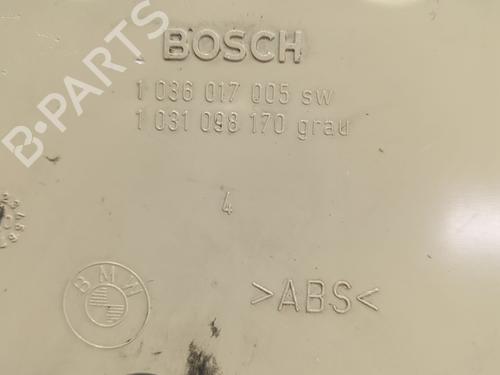 B-PARTS
BOSCH
1 036 017 005 sw
1 031 098 170 grau
4
BMW
>ABS<